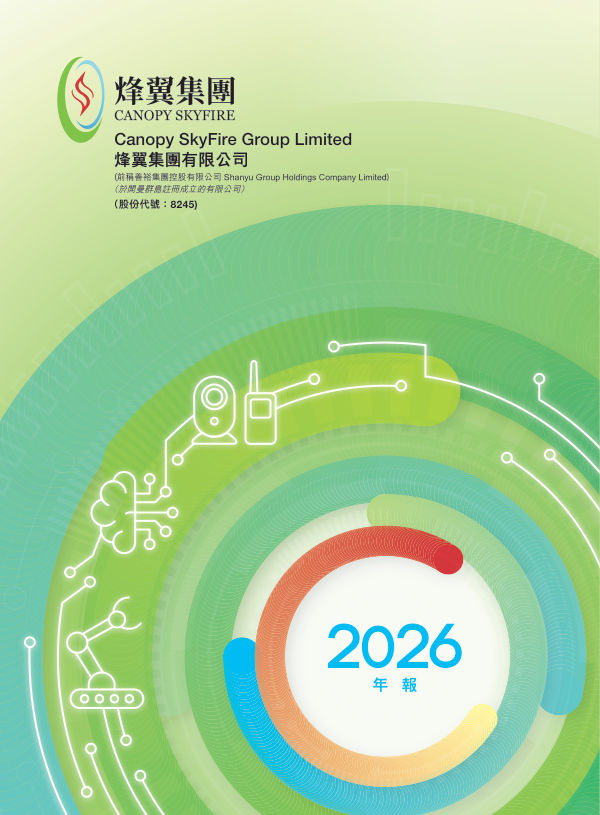 烽翼集團
CANOPY SKYFIRE
Canopy SkyFire Group Limited
烽翼集團有限公司
(前稱善裕集團控股有限公司 Shanyu Group Holdings Company Limited)
(於開曼群島註冊成立的有限公司)
(股份代號：8245)
2026
年 報